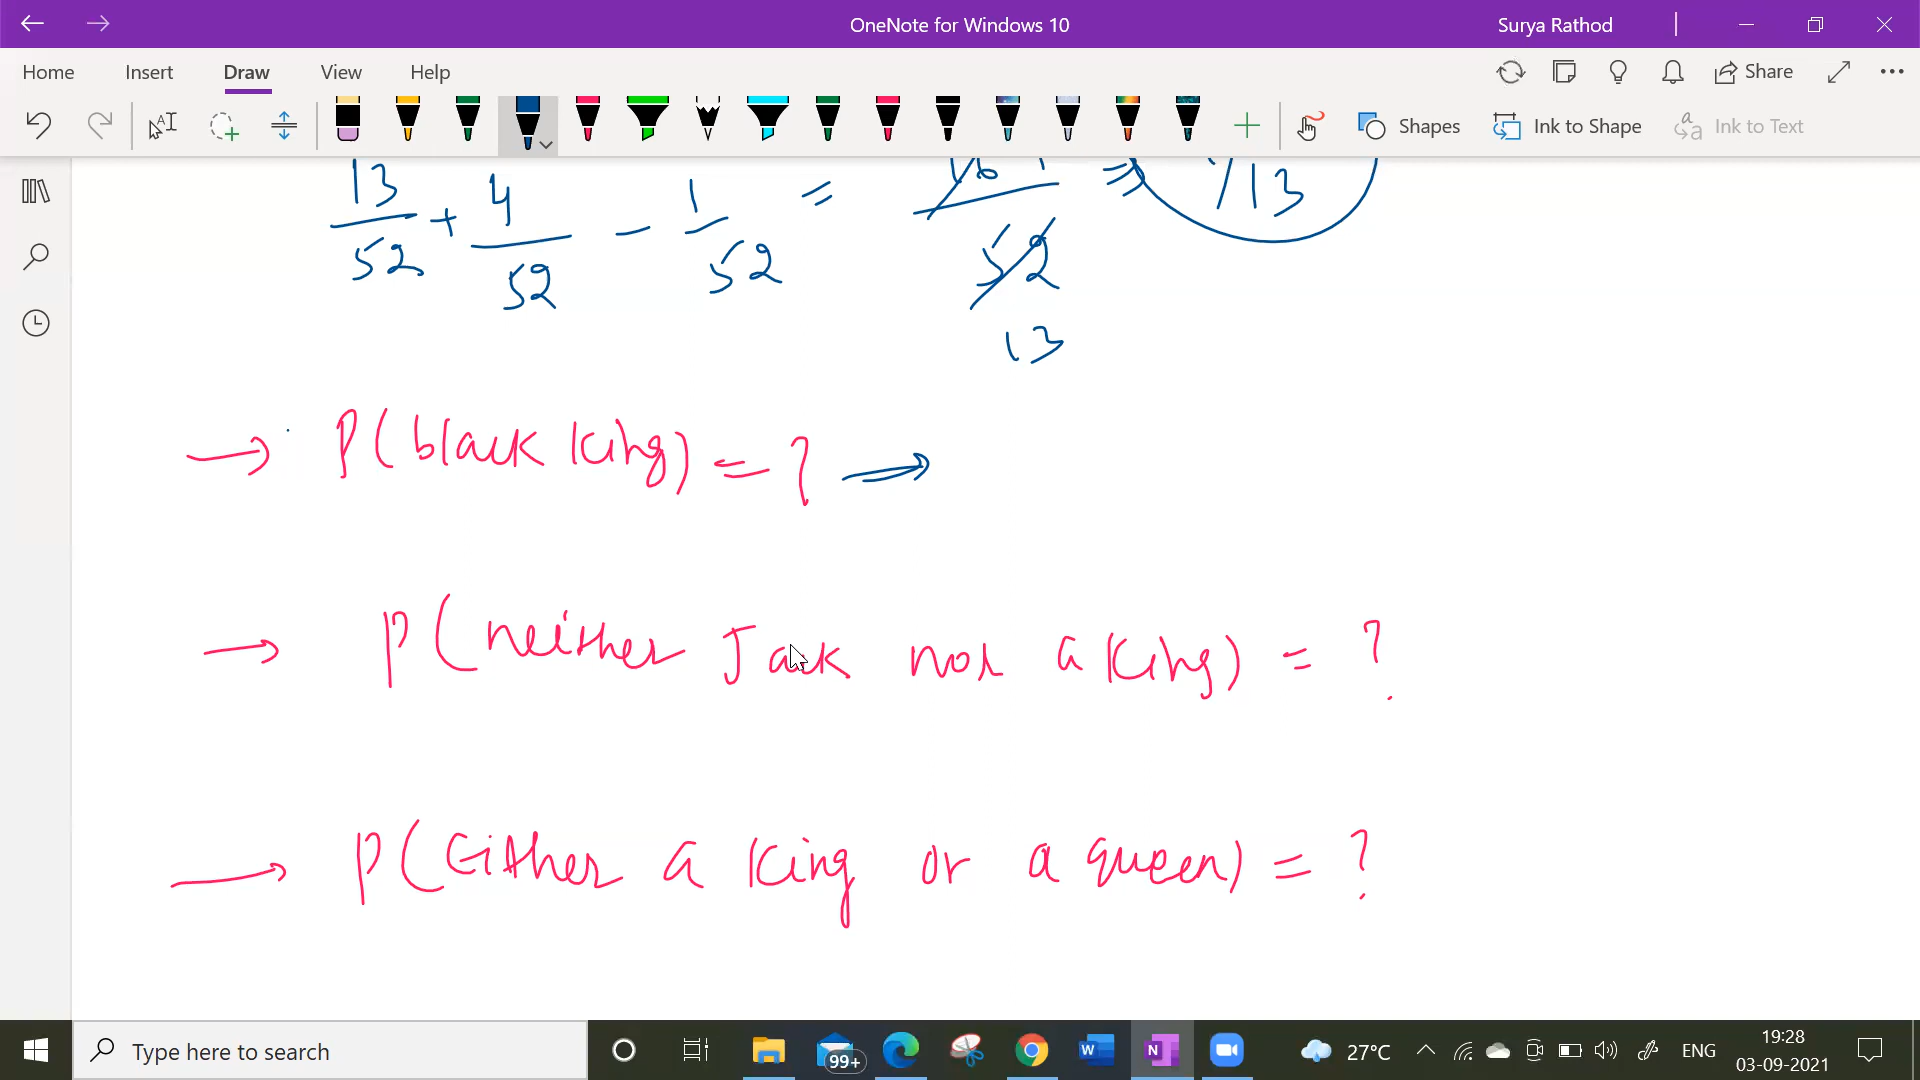 OneNote for Windows 10
Surya Rathod
Home Insert Draw View Help
Share
Shapes Ink to Shape Ink to Text
13/52 + 4/52 - 1/52 = 16/52 ⇒ /13
13
→ P(black king) = ? →
→ P(neither Jack nor a king) = ?
→ P(Either a king or a queen) = ?
Type here to search
99+
27°C
ENG
19:28
03-09-2021